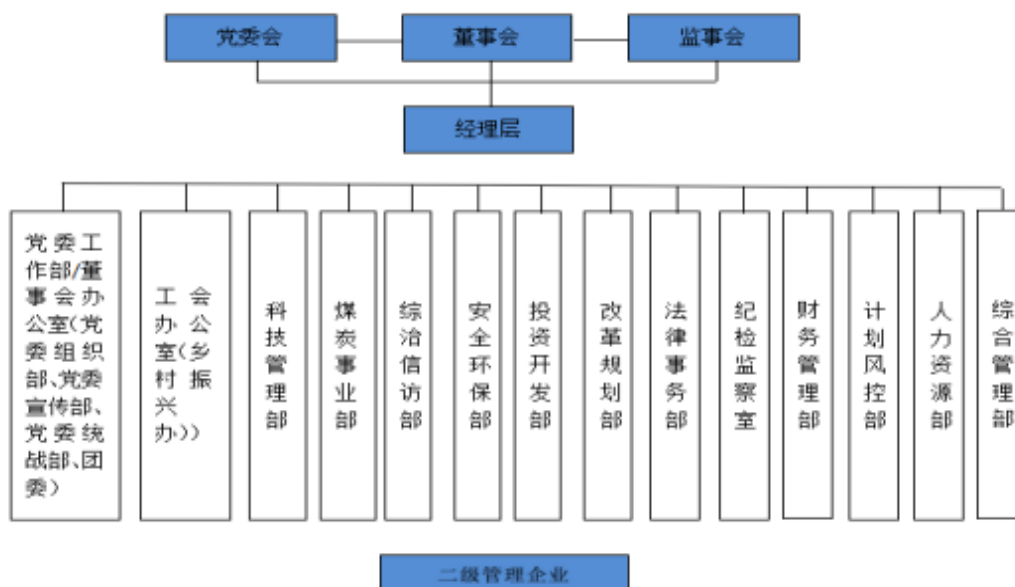 党委会
董事会
监事会
经理层
党委工
作部/董
事会办
公室(党
委组织
部、党委
宣传部、
党委统
战部、团
委)
工会
办公
室(乡
村振
兴
办))
科技管理部
煤炭事业部
综治信访部
安全环保部
投资开发部
改革规划部
法律事务部
纪检监察室
财务管理部
计划风控部
人力资源部
综合管理部
二级管理企业